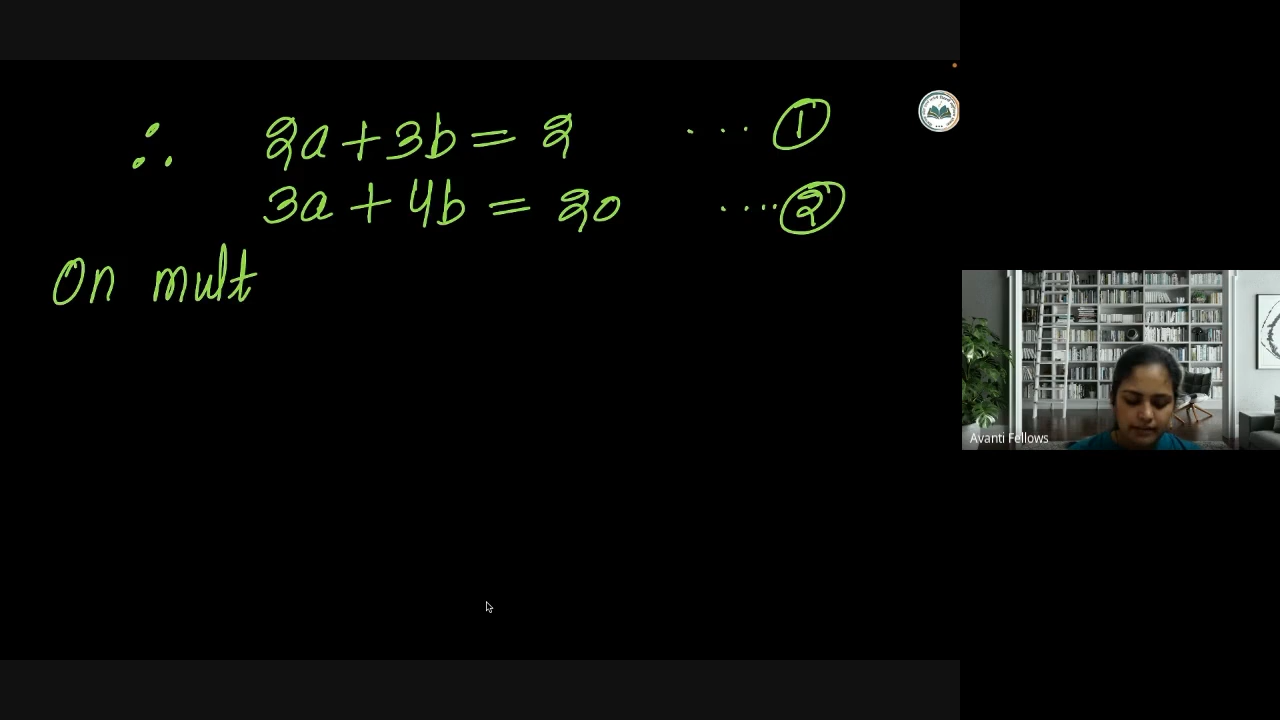 ∴ 2a + 3b = 2 .... ①
3a + 4b = 20 ....②
On mult
Avanti Fellows